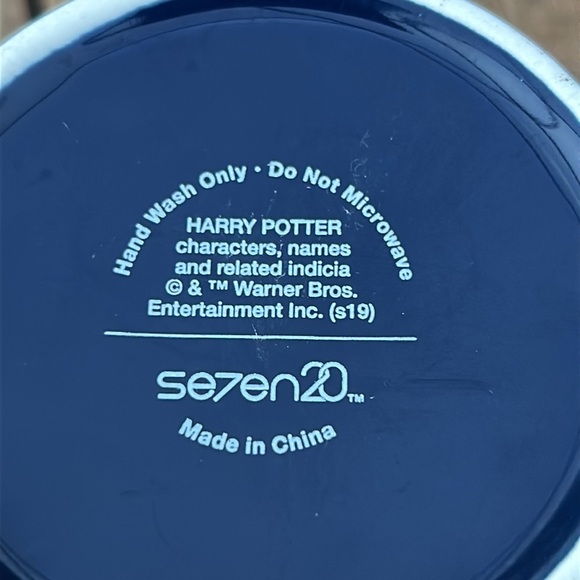 Hand Wash Only • Do Not Microwave
HARRY POTTER
characters, names
and related indicia
© & ™ Warner Bros.
Entertainment Inc. (s19)
se7en20™
Made in China